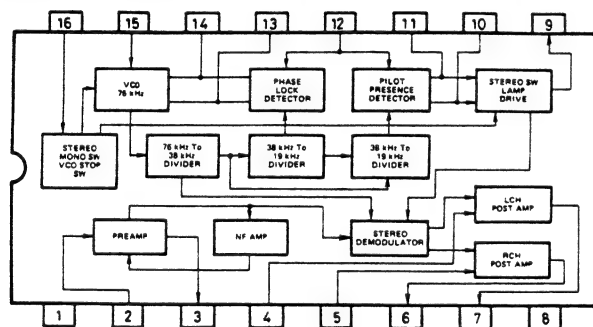 16 15 14 13 12 11 10 9
VCO
76 kHz
PHASE
LOCK
DETECTOR
PILOT
PRESENCE
DETECTOR
STEREO SW
LAMP
DRIVE
STEREO
MONO SW
VCO STOP
SW
76 kHz To
38 kHz
DIVIDER
38 kHz To
19 kHz
DIVIDER
38 kHz To
19 kHz
DIVIDER
PREAMP
NF AMP
STEREO
DEMODULATOR
LCH
POST AMP
RCH
POST AMP
1 2 3 4 5 6 7 8